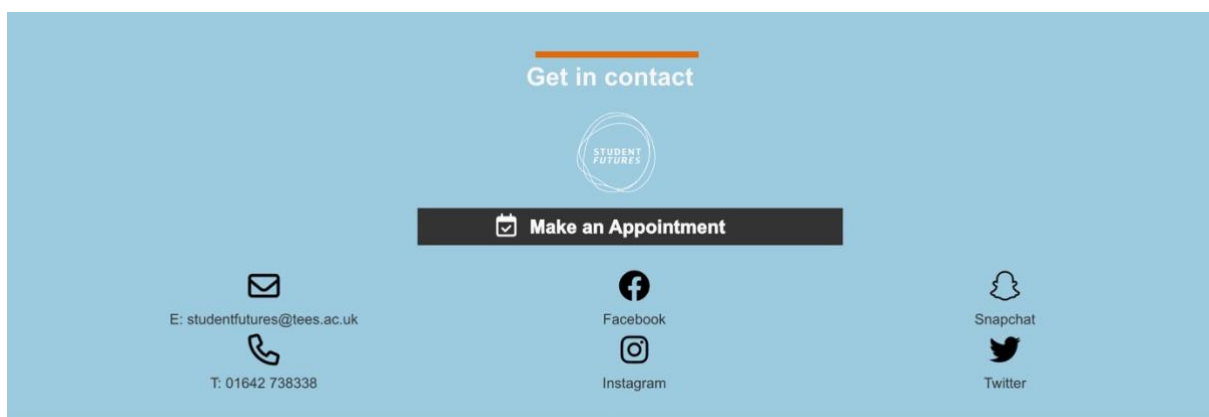 Get in contact
STUDENT
FUTURES
Make an Appointment
E: studentfutures@tees.ac.uk
Facebook
Snapchat
T: 01642 738338
Instagram
Twitter